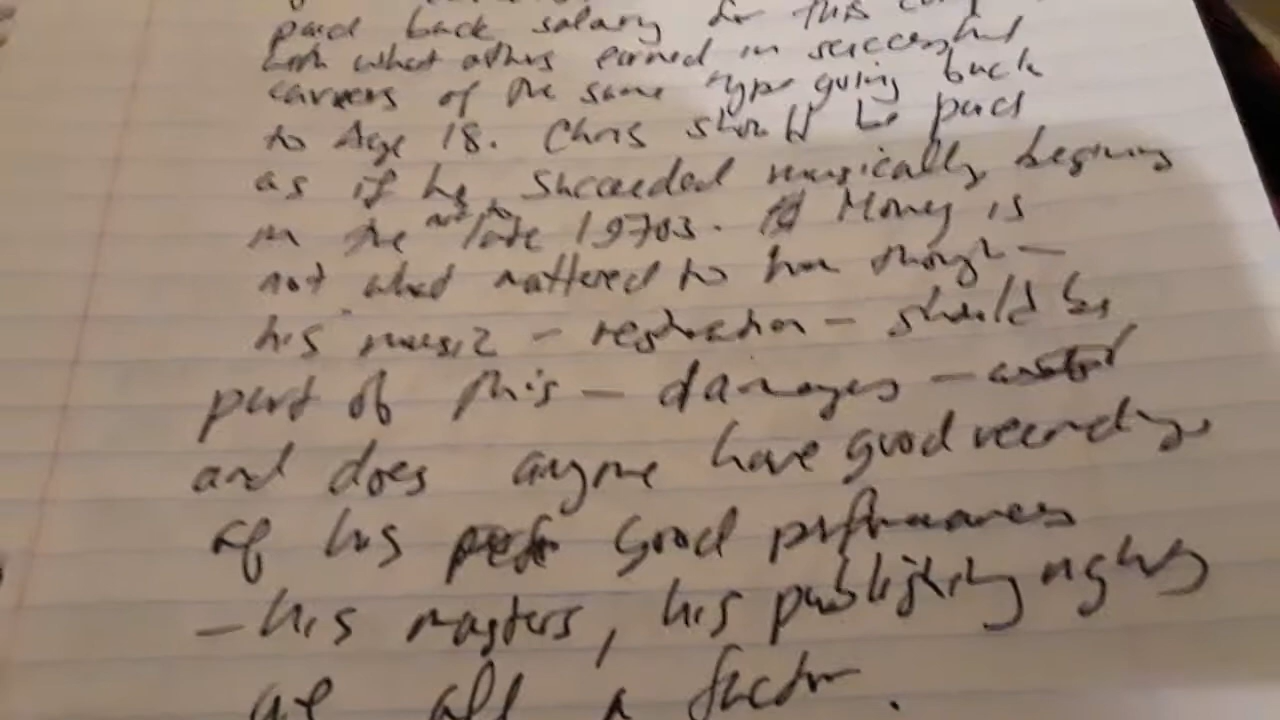 paid back salary for this
both what others earned in successful
careers of the same type going back
to Age 18. Chris should be paid
as if he succeeded musically beginning
in the late 1970s. Money is
not what mattered to him though —
his music – restoration – should be
part of this — damages —
and does anyone have good recordings
of his good performances
– his masters, his publishing rights
are all a factor.